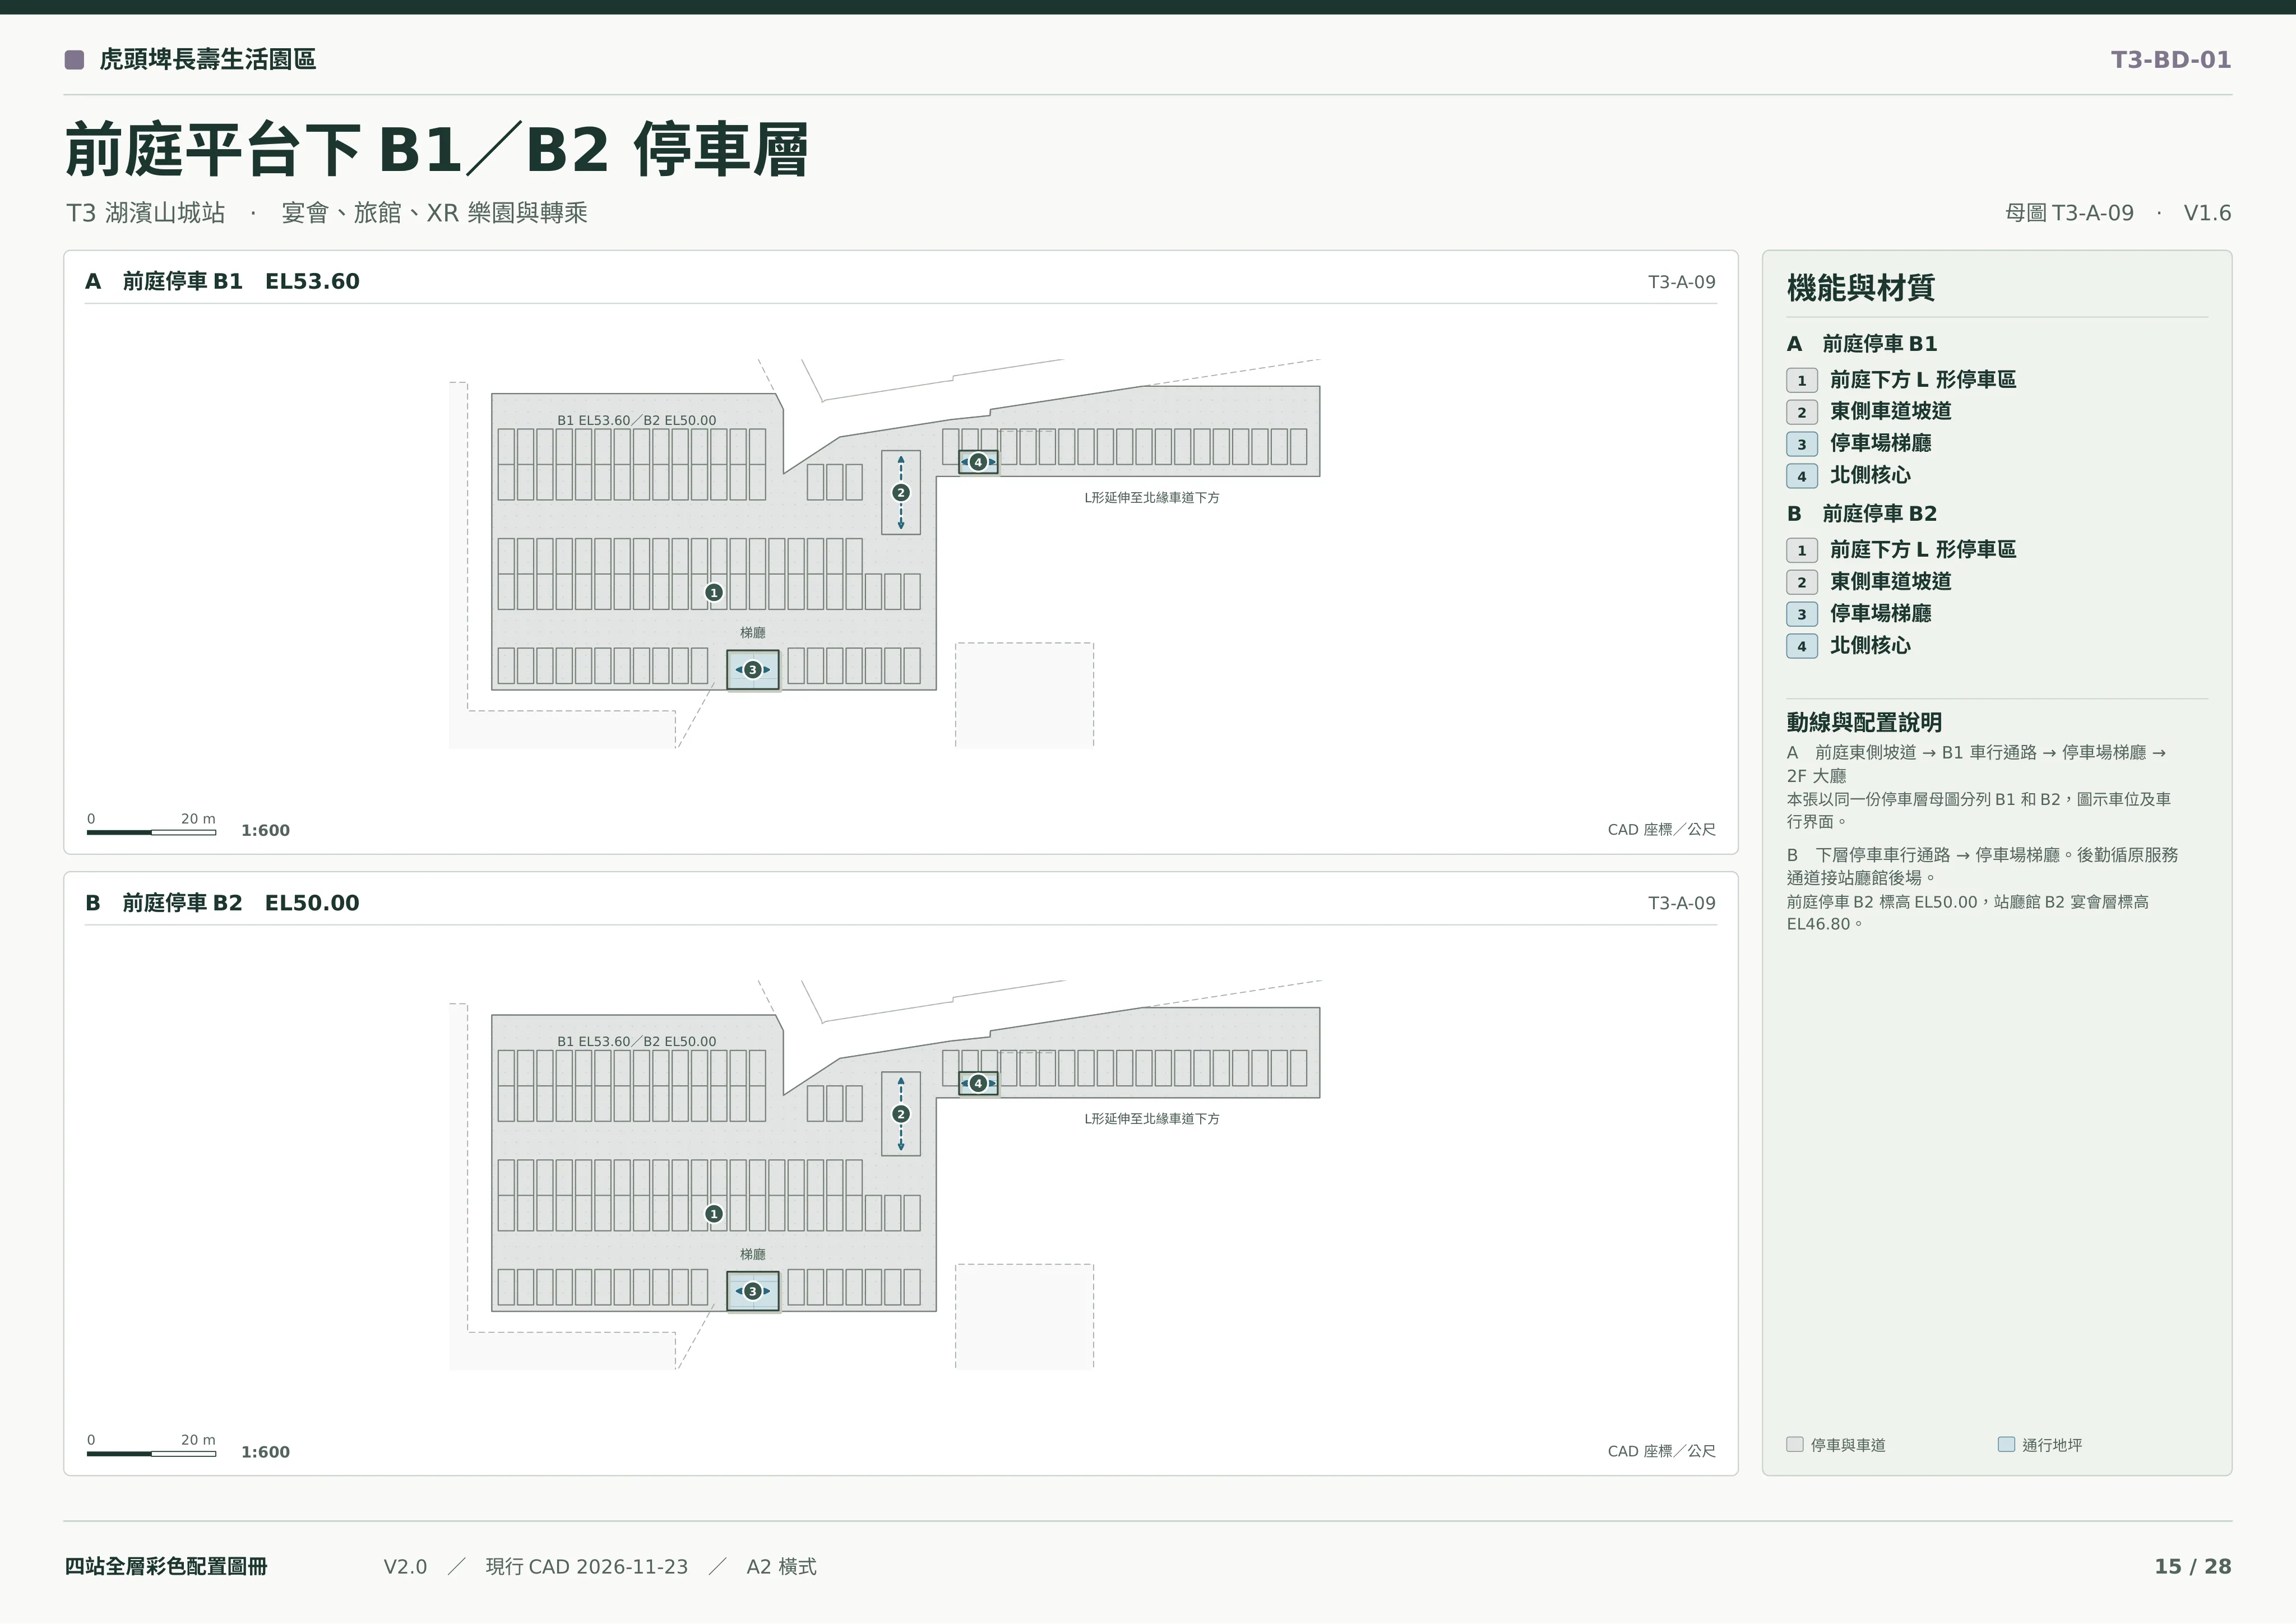 虎頭埤長壽生活園區
T3-BD-01
前庭平台下 B1／B2 停車層
T3 湖濱山城站 · 宴會、旅館、XR 樂園與轉乘
母圖 T3-A-09 · V1.6
A 前庭停車 B1 EL53.60
T3-A-09
B1 EL53.60／B2 EL50.00
4
2
L形延伸至北緣車道下方
1
梯廳
3
0 20 m 1:600
CAD 座標／公尺
B 前庭停車 B2 EL50.00
T3-A-09
B1 EL53.60／B2 EL50.00
4
2
L形延伸至北緣車道下方
1
梯廳
3
0 20 m 1:600
CAD 座標／公尺
機能與材質
A 前庭停車 B1
1 前庭下方 L 形停車區
2 東側車道坡道
3 停車場梯廳
4 北側核心
B 前庭停車 B2
1 前庭下方 L 形停車區
2 東側車道坡道
3 停車場梯廳
4 北側核心
動線與配置說明
A 前庭東側坡道 → B1 車行通路 → 停車場梯廳 →
2F 大廳
本張以同一份停車層母圖分列 B1 和 B2，圖示車位及車
行界面。
B 下層停車車行通路 → 停車場梯廳。後勤循原服務
通道接站廳館後場。
前庭停車 B2 標高 EL50.00，站廳館 B2 宴會層標高
EL46.80。
停車與車道 通行地坪
四站全層彩色配置圖冊 V2.0 ／ 現行 CAD 2026-11-23 ／ A2 橫式
15 / 28